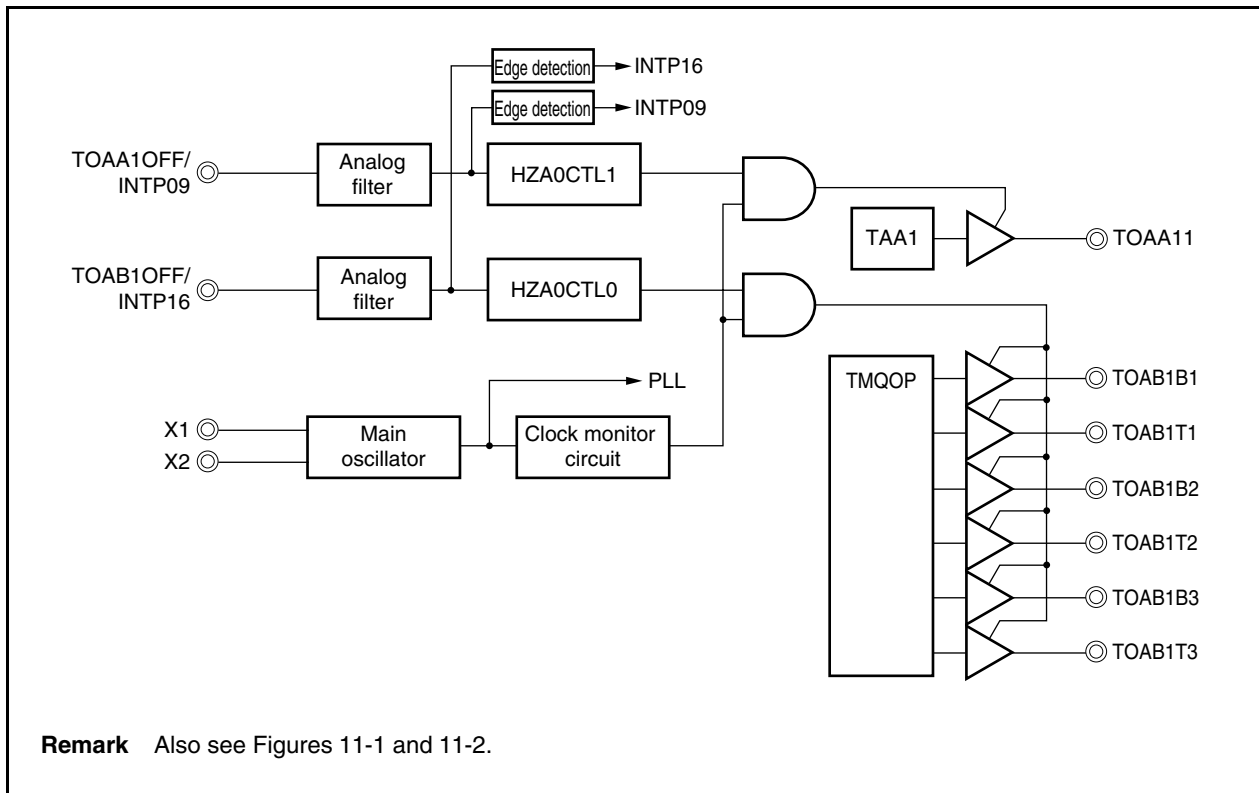 Edge detection
INTP16
Edge detection
INTP09
TOAA1OFF/
INTP09
Analog
filter
HZA0CTL1
TAA1
TOAA11
TOAB1OFF/
INTP16
Analog
filter
HZA0CTL0
PLL
TMQOP
TOAB1B1
X1
X2
Main
oscillator
Clock monitor
circuit
TOAB1T1
TOAB1B2
TOAB1T2
TOAB1B3
TOAB1T3
Remark Also see Figures 11-1 and 11-2.